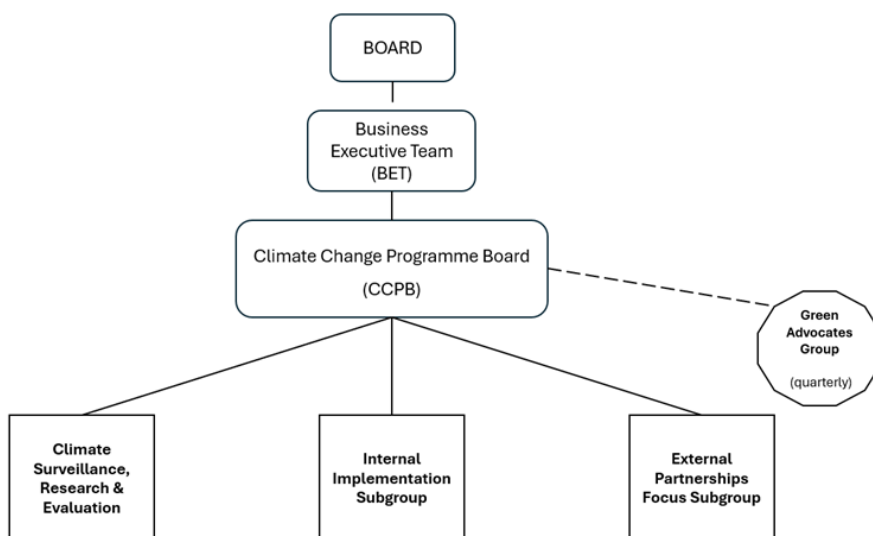 BOARD
Business
Executive Team
(BET)
Climate Change Programme Board
(CCPB)
Green
Advocates
Group
(quarterly)
Climate
Surveillance,
Research &
Evaluation
Internal
Implementation
Subgroup
External
Partnerships
Focus Subgroup